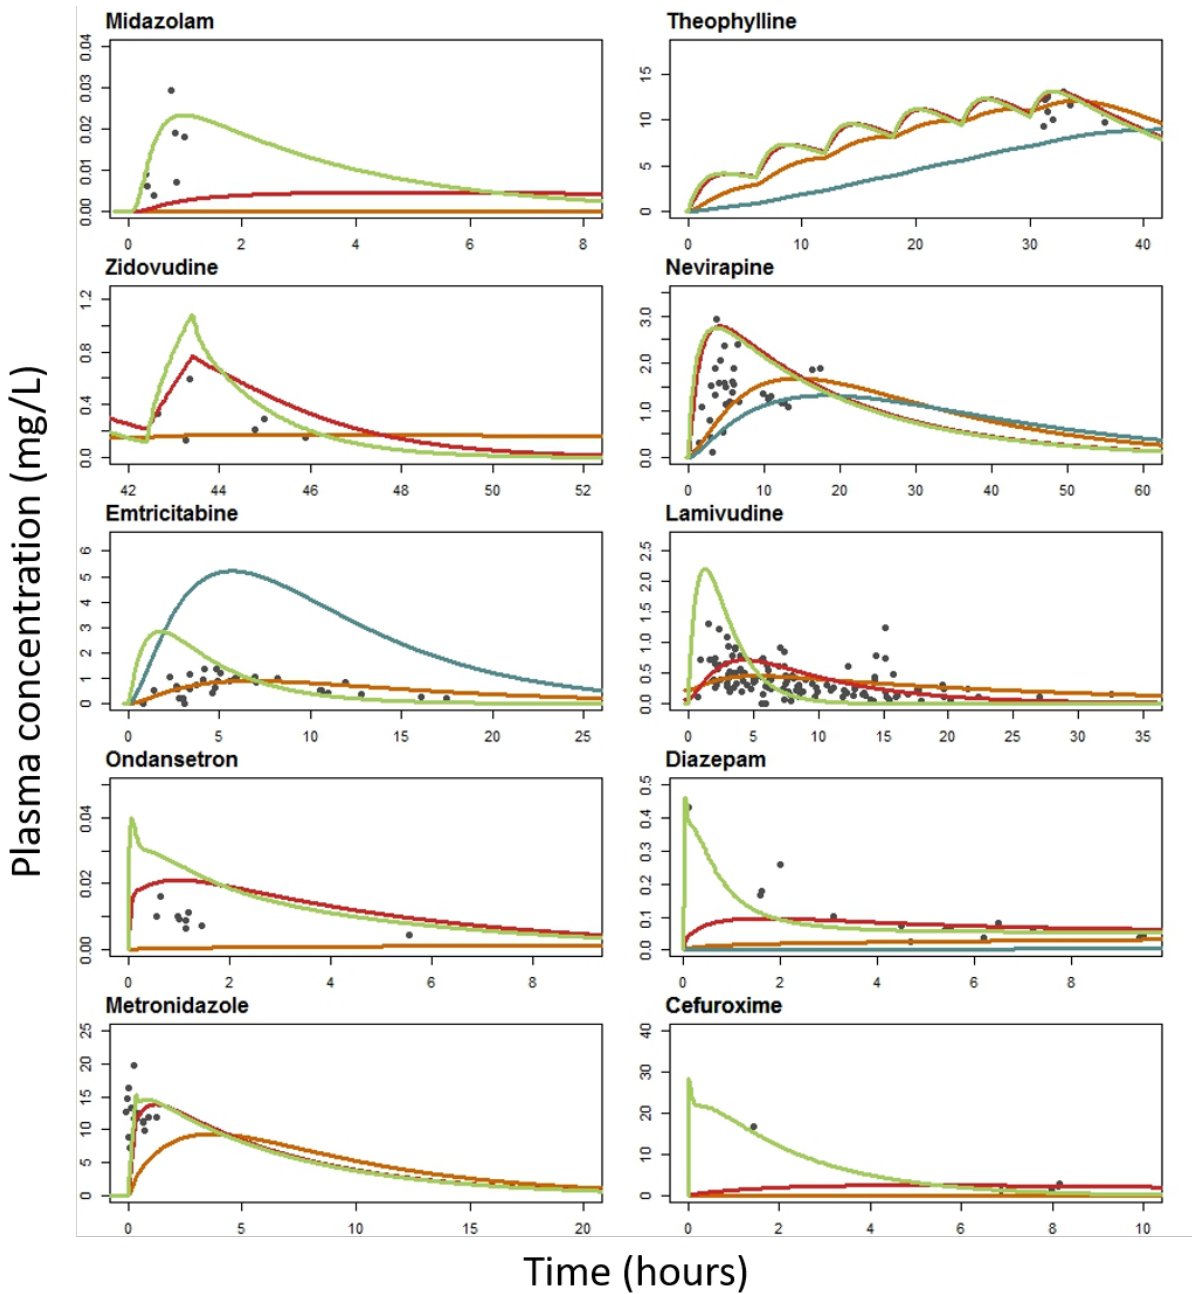 Midazolam
0.04
0.03
0.02
0.01
0.00
0 2 4 6 8
Theophylline
15
10
5
0
0 10 20 30 40
Zidovudine
1.2
0.8
0.4
0.0
42 44 46 48 50 52
Nevirapine
3.0
2.0
1.0
0.0
0 10 20 30 40 50 60
Emtricitabine
6
5
4
3
2
1
0
0 5 10 15 20 25
Lamivudine
2.5
2.0
1.5
1.0
0.5
0.0
0 5 10 15 20 25 30 35
Ondansetron
0.04
0.02
0.00
0 2 4 6 8
Diazepam
0.5
0.4
0.3
0.2
0.1
0.0
0 2 4 6 8
Metronidazole
25
20
15
10
5
0
0 5 10 15 20
Cefuroxime
40
30
20
10
0
0 2 4 6 8 10
Plasma concentration (mg/L)
Time (hours)